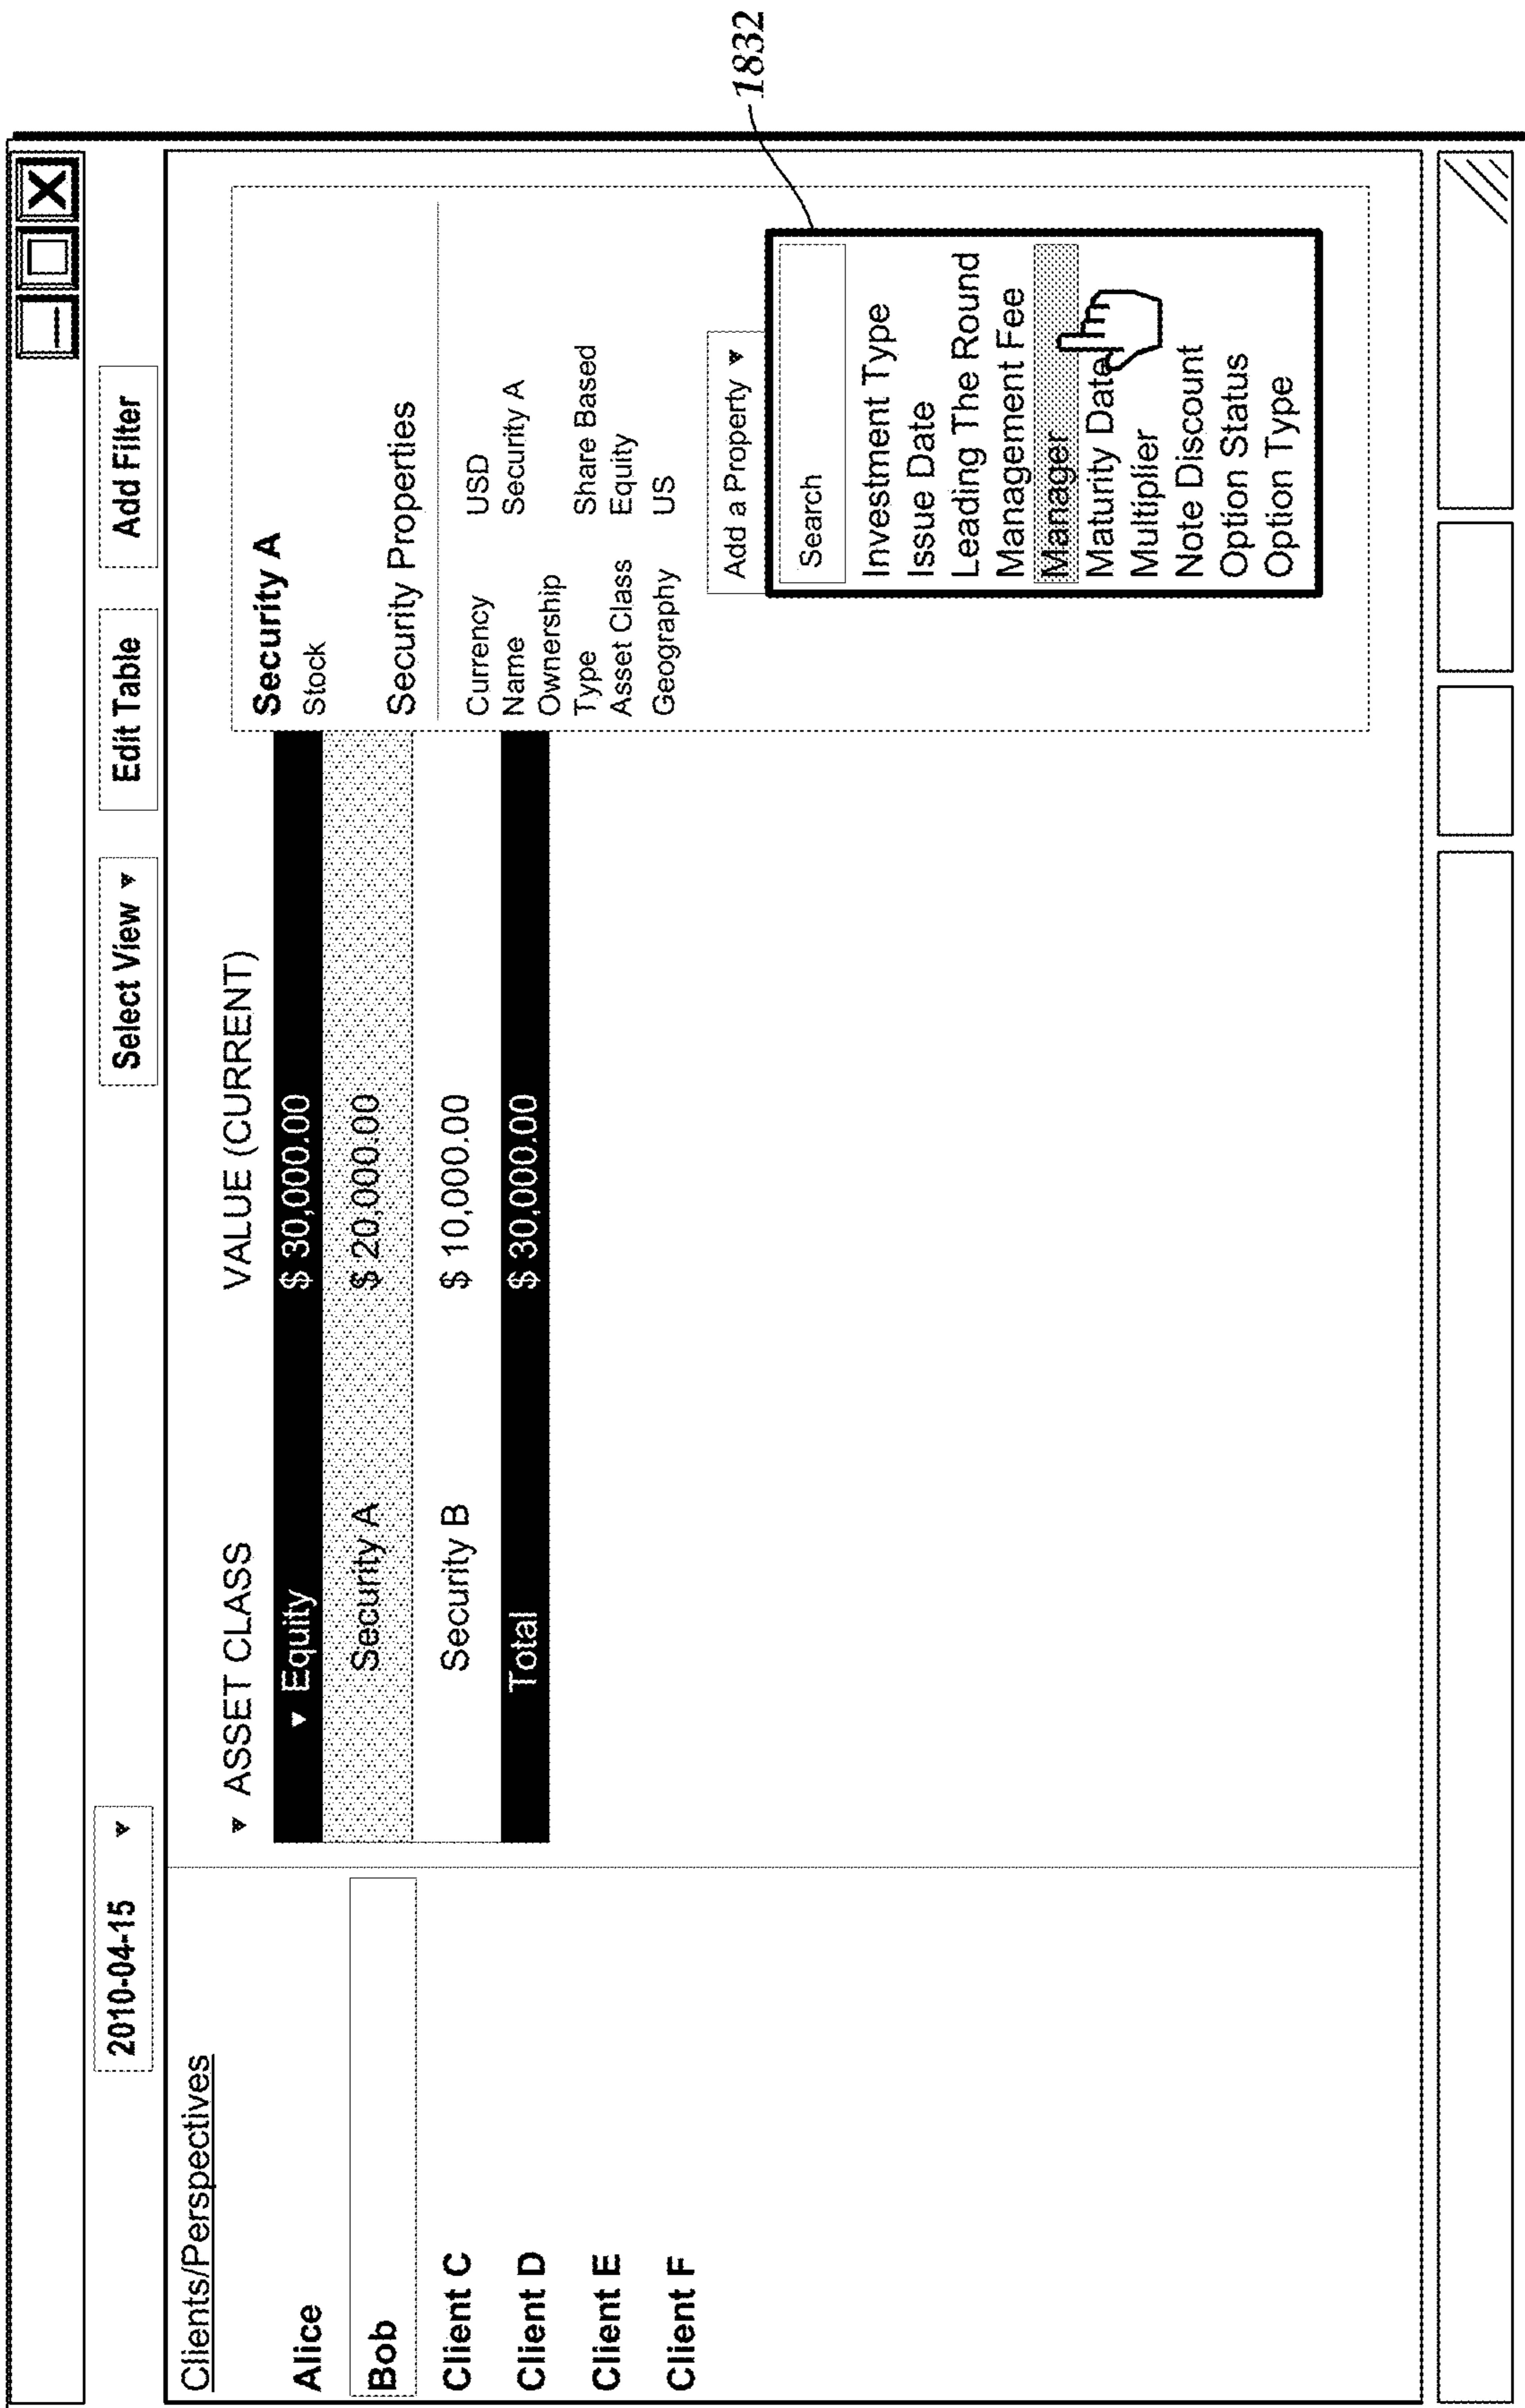 2010-04-15
Select View
Edit Table
Add Filter
Clients/Perspectives
Alice
Bob
Client C
Client D
Client E
Client F
ASSET CLASS VALUE (CURRENT)
Equity $ 30,000.00
Security A $ 20,000.00
Security B $ 10,000.00
Total $ 30,000.00
Security A
Stock
Security Properties
Currency USD
Name Security A
Ownership
Type Share Based
Asset Class Equity
Geography US
Add a Property
Search
Investment Type
Issue Date
Leading The Round
Management Fee
Manager
Maturity Date
Multiplier
Note Discount
Option Status
Option Type
1832